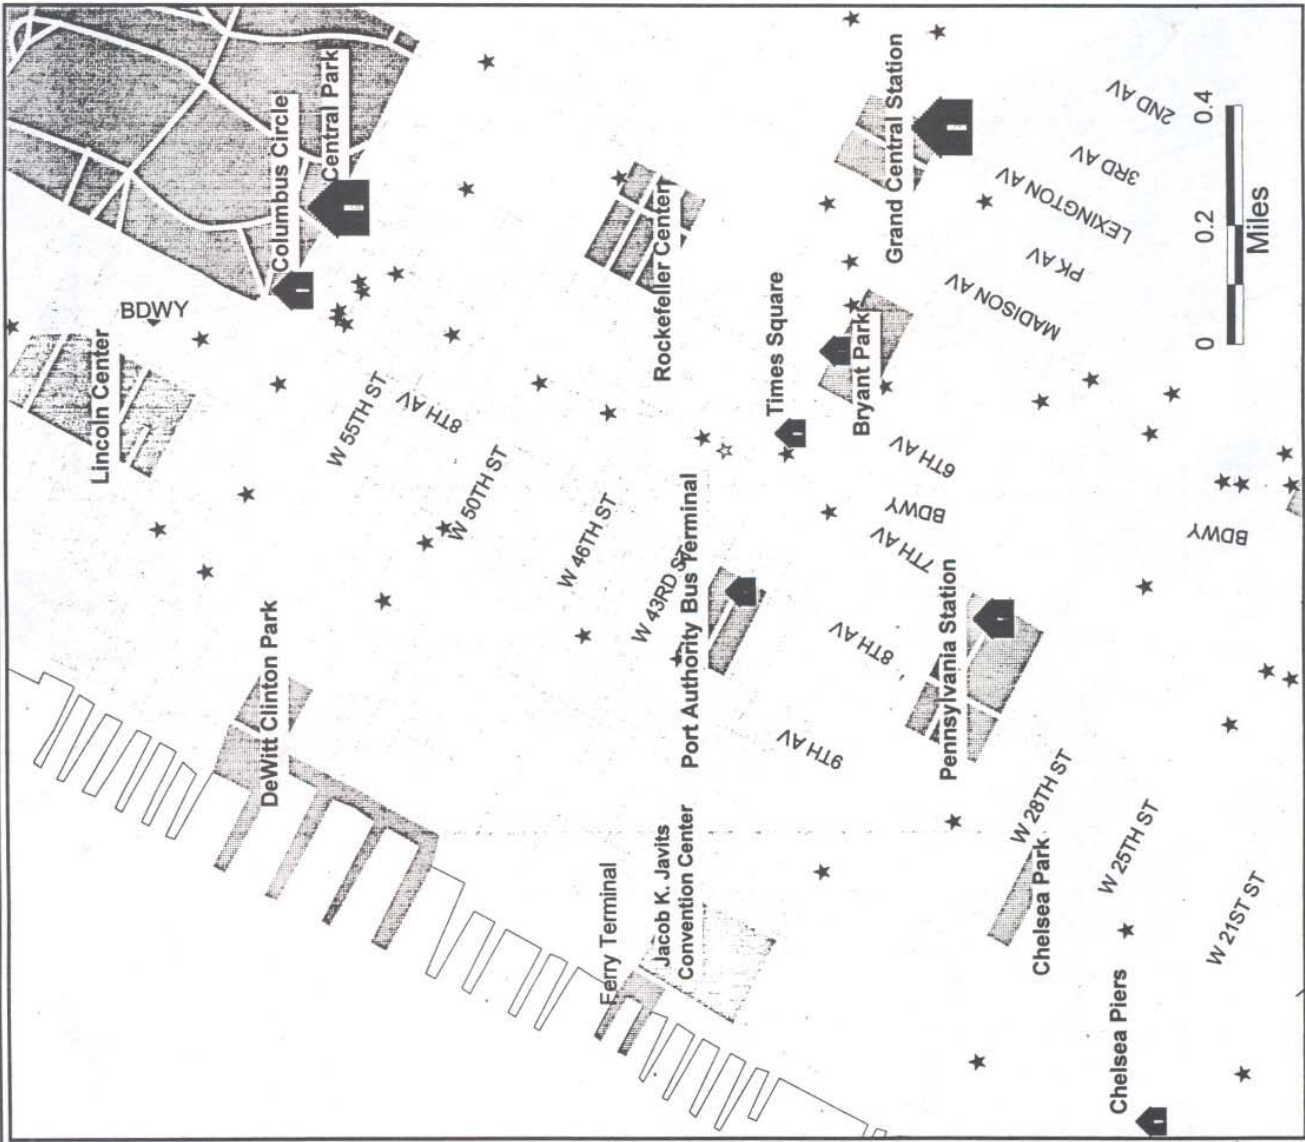 Central Park
Columbus Circle
Lincoln Center
BDWY
W 55TH ST
8TH AV
W 50TH ST
DeWitt Clinton Park
Rockefeller Center
W 46TH ST
W 43RD ST
Port Authority Bus Terminal
Times Square
Bryant Park
Grand Central Station
2ND AV
3RD AV
LEXINGTON AV
PK AV
MADISON AV
6TH AV
BDWY
7TH AV
8TH AV
9TH AV
BDWY
Pennsylvania Station
Ferry Terminal
Jacob K. Javits
Convention Center
W 28TH ST
Chelsea Park
W 25TH ST
W 21ST ST
Chelsea Piers
0 0.2 0.4
Miles